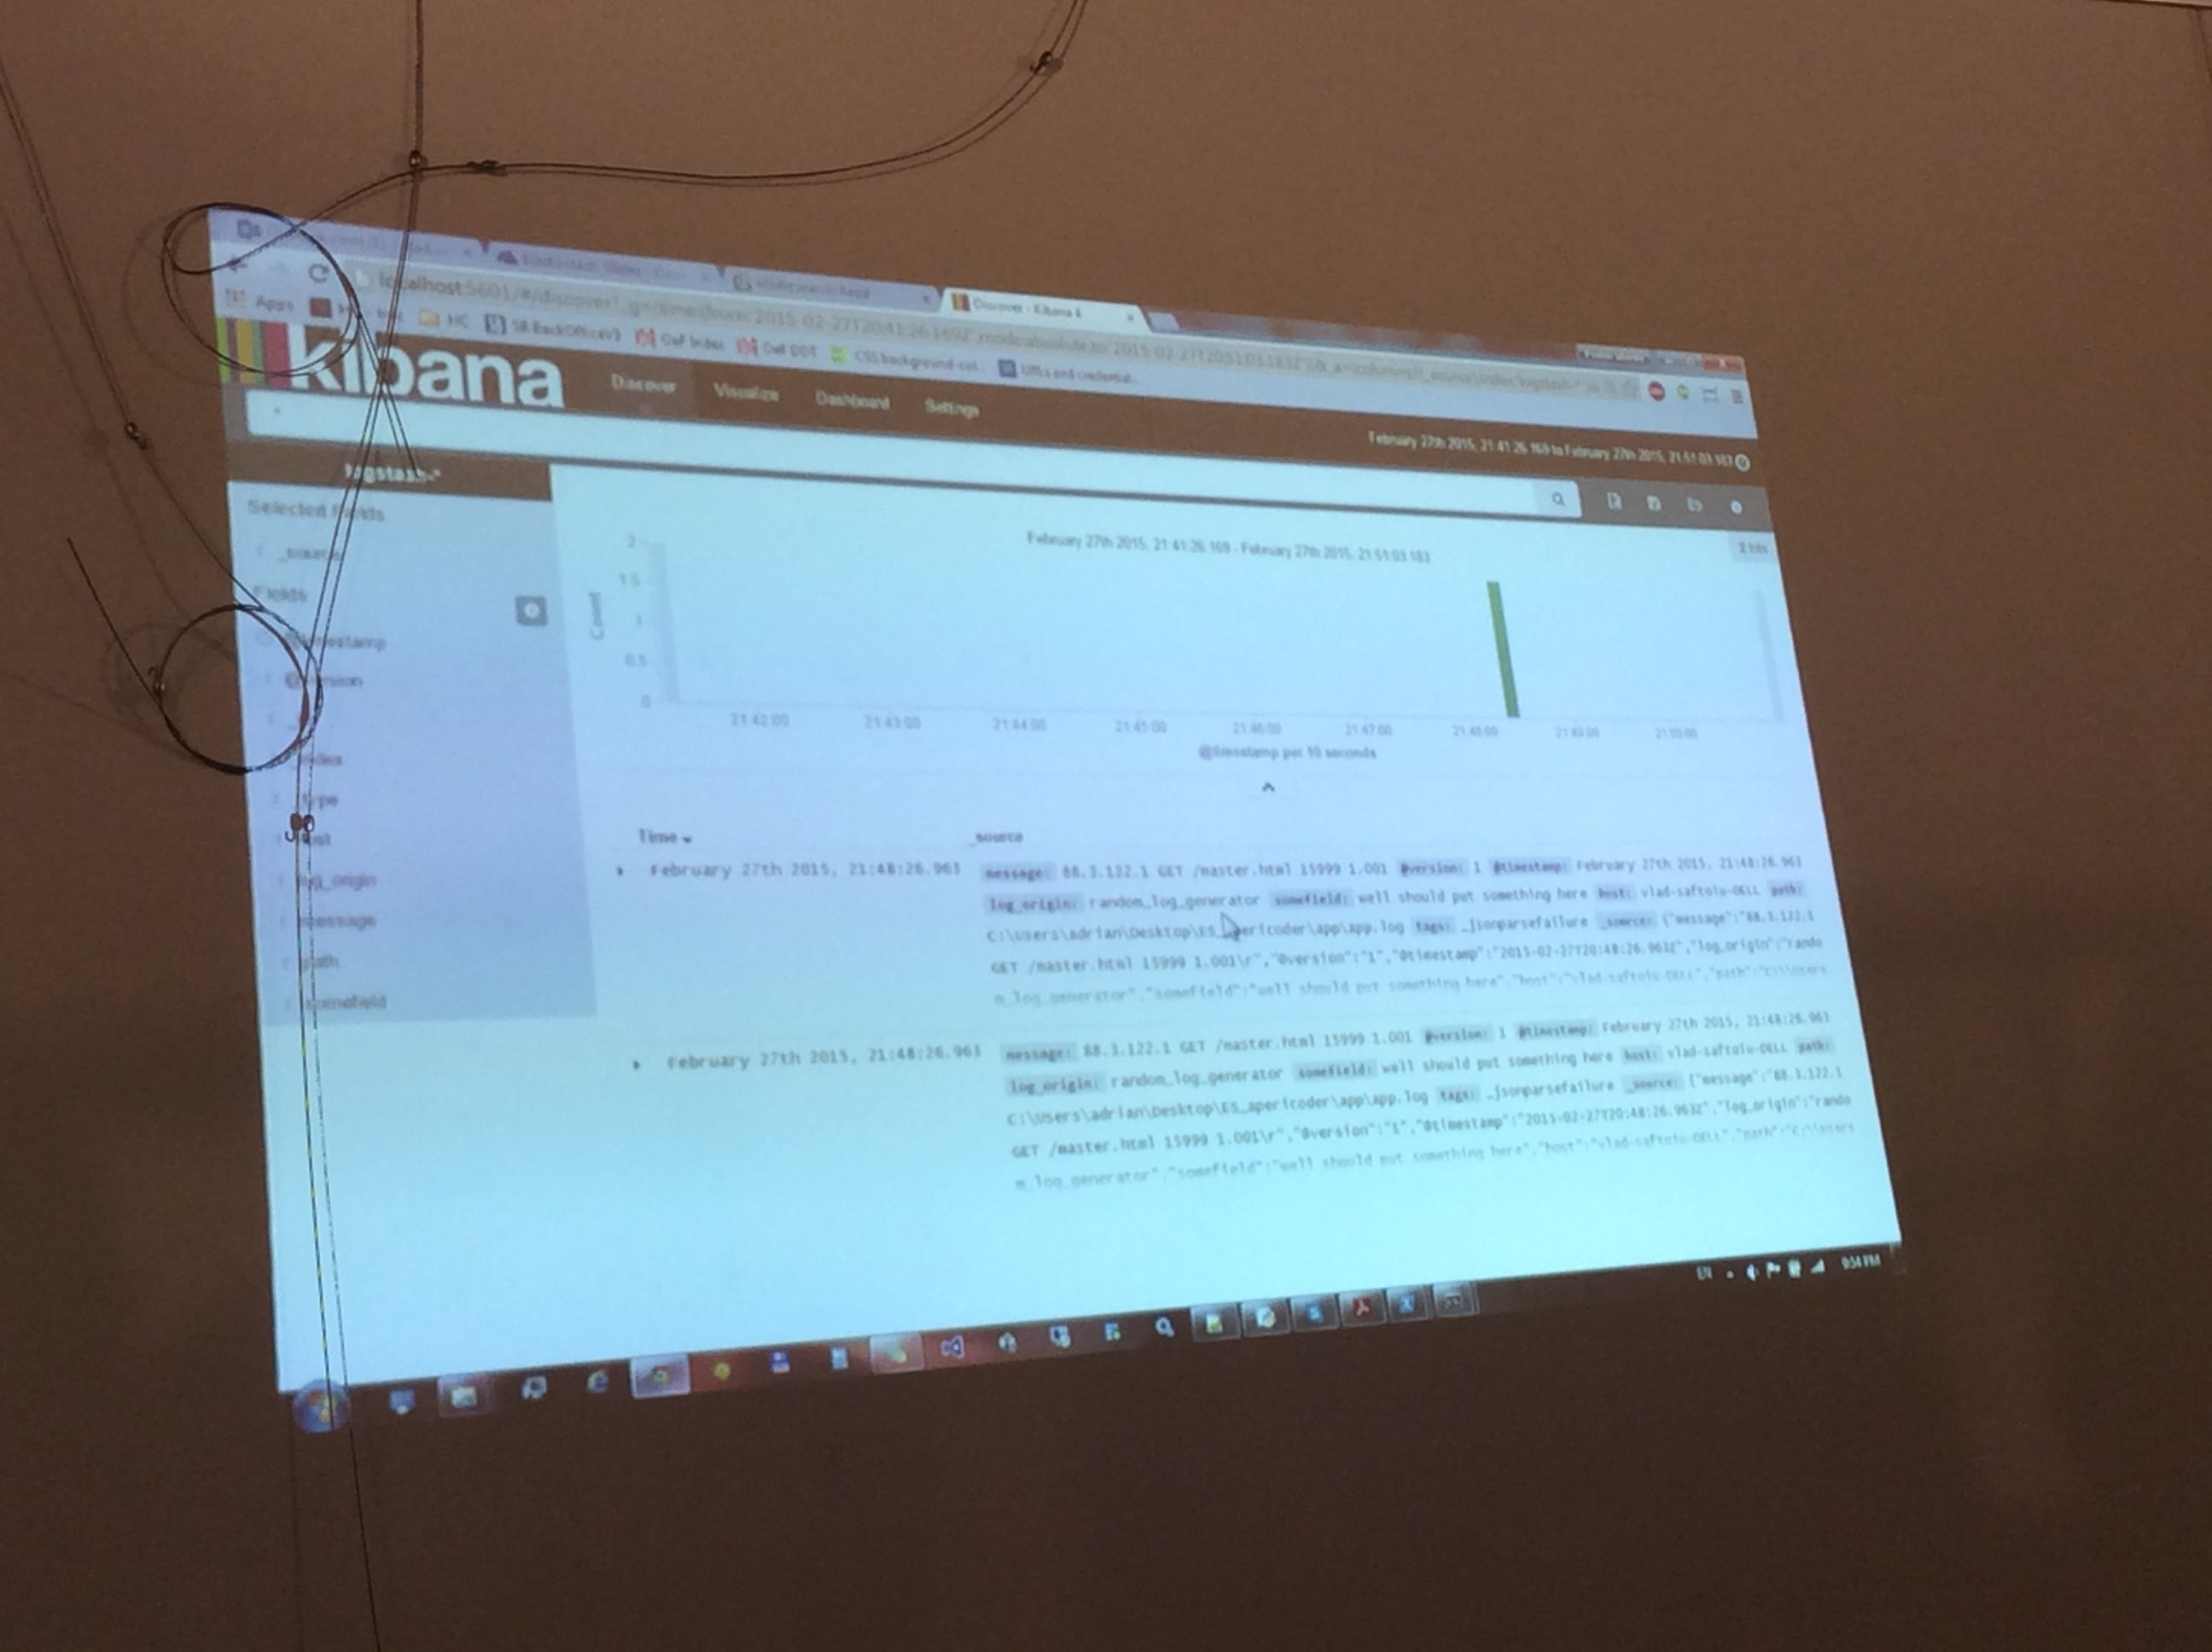 Discover - Kibana 4
localhost:5601/#/discover?_g=(time:(from:'2015-02-27T20:41:26.169Z',mode:absolute,to:'2015-02-27T20:51:03.183Z'))&_a=(columns:!(_source),index:'logstash-*'
Apps
HC
SR BackOfficeV3
OaF Index
OaF DDT
CSS background-col...
URLs and credential...
kibana
Discover Visualize Dashboard Settings
February 27th 2015, 21:41:26.169 to February 27th 2015, 21:51:03.183
*
logstash-*
Selected Fields
_source
Fields
@timestamp
@version
_index
_type
host
log_origin
message
path
somefield
2 hits
February 27th 2015, 21:41:26.169 - February 27th 2015, 21:51:03.183
Count
2
1.5
1
0.5
0
21:42:00 21:43:00 21:44:00 21:45:00 21:46:00 21:47:00 21:48:00 21:49:00 21:50:00
@timestamp per 10 seconds
Time _source
February 27th 2015, 21:48:26.963 message: 88.3.122.1 GET /master.html 15999 1.001 @version: 1 @timestamp: February 27th 2015, 21:48:26.963
log_origin: random_log_generator somefield: well should put something here host: vlad-saftoiu-DELL path:
C:\Users\adrian\Desktop\ES_apericoder\app\app.log tags: _jsonparsefailure _source: {"message":"88.3.122.1
GET /master.html 15999 1.001\r","@version":"1","@timestamp":"2015-02-27T20:48:26.963Z","log_origin":"rando
m_log_generator","somefield":"well should put something here","host":"vlad-saftoiu-DELL","path":"C:\\Users
February 27th 2015, 21:48:26.963 message: 88.3.122.1 GET /master.html 15999 1.001 @version: 1 @timestamp: February 27th 2015, 21:48:26.963
log_origin: random_log_generator somefield: well should put something here host: vlad-saftoiu-DELL path:
C:\Users\adrian\Desktop\ES_apericoder\app\app.log tags: _jsonparsefailure _source: {"message":"88.3.122.1
GET /master.html 15999 1.001\r","@version":"1","@timestamp":"2015-02-27T20:48:26.963Z","log_origin":"rando
m_log_generator","somefield":"well should put something here","host":"vlad-saftoiu-DELL","path":"C:\\Users
EN 9:54 PM